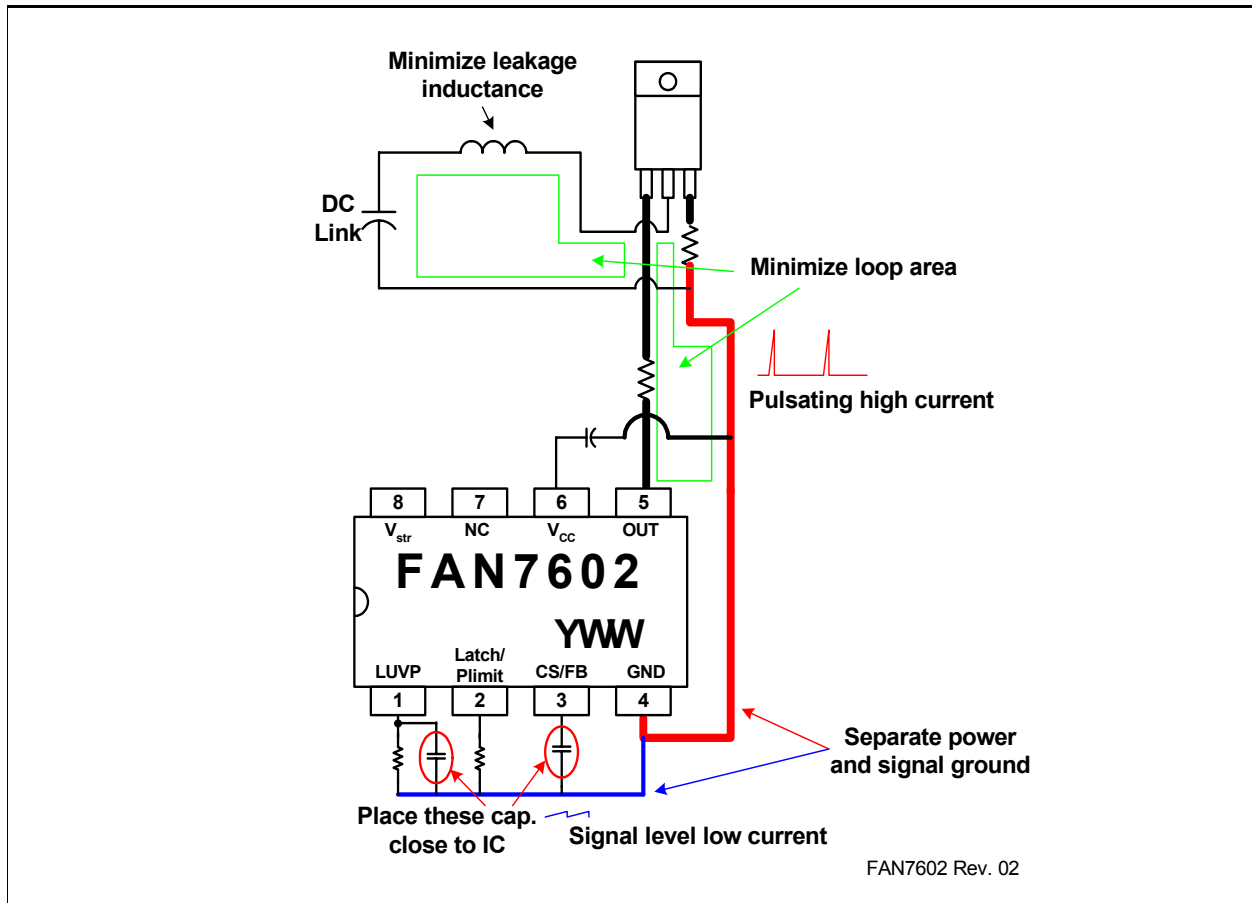 Minimize leakage
inductance
DC
Link
Minimize loop area
Pulsating high current
8
7
6
5
Vstr
NC
VCC
OUT
FAN7602
YWW
LUVP
Latch/
Plimit
CS/FB
GND
1
2
3
4
Separate power
and signal ground
Place these cap.
close to IC
Signal level low current
FAN7602 Rev. 02